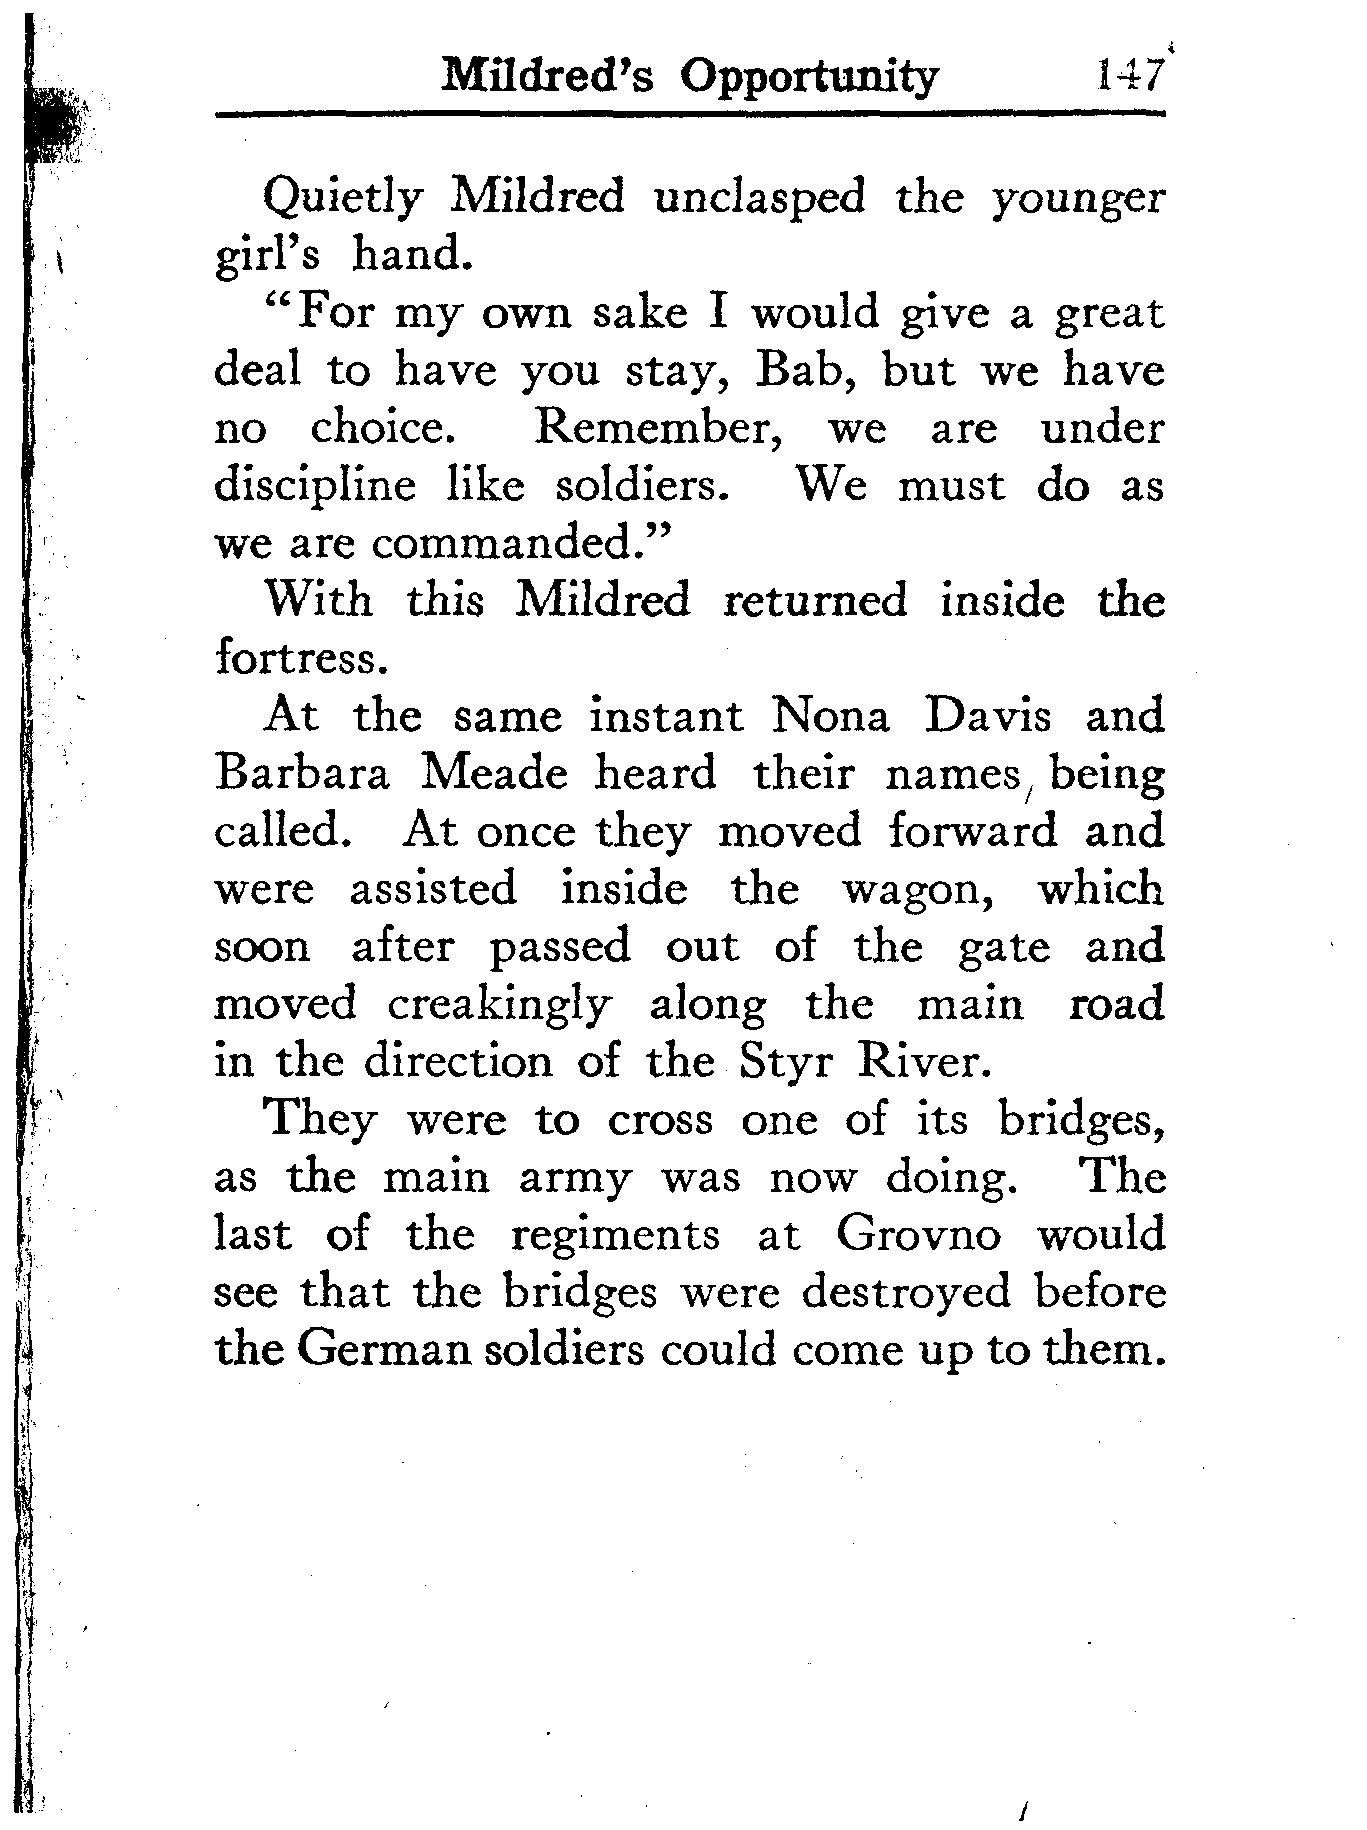 Mildred's Opportunity 147
Quietly Mildred unclasped the younger
girl's hand.
"For my own sake I would give a great
deal to have you stay, Bab, but we have
no choice. Remember, we are under
discipline like soldiers. We must do as
we are commanded."
With this Mildred returned inside the
fortress.
At the same instant Nona Davis and
Barbara Meade heard their names being
called. At once they moved forward and
were assisted inside the wagon, which
soon after passed out of the gate and
moved creakingly along the main road
in the direction of the Styr River.
They were to cross one of its bridges,
as the main army was now doing. The
last of the regiments at Grovno would
see that the bridges were destroyed before
the German soldiers could come up to them.